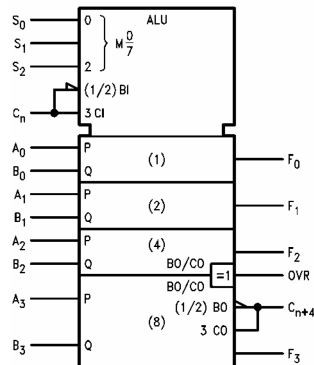 S0 0 ALU
S1 M 0/7
S2 2
(1/2) BI
Cn 3 CI
A0 P
(1) F0
B0 Q
A1 P
(2) F1
B1 Q
A2 P
(4) F2
B2 Q BO/CO
=1 OVR
BO/CO
A3 P (1/2) BO Cn+4
(8) 3 CO
B3 Q F3